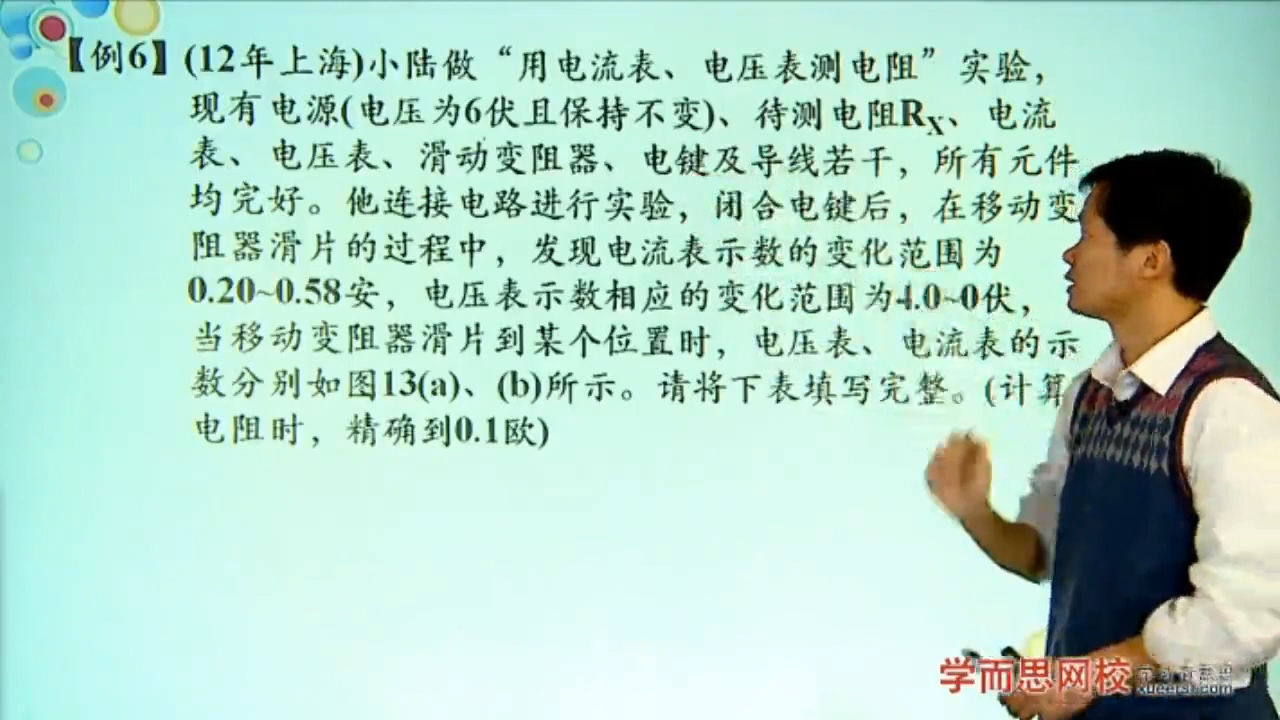 【例6】(12年上海)小陆做“用电流表、电压表测电阻”实验，
现有电源(电压为6伏且保持不变)、待测电阻RX、电流
表、电压表、滑动变阻器、电键及导线若干，所有元件
均完好。他连接电路进行实验，闭合电键后，在移动变
阻器滑片的过程中，发现电流表示数的变化范围为
0.20~0.58安，电压表示数相应的变化范围为4.0~0伏，
当移动变阻器滑片到某个位置时，电压表、电流表的示
数分别如图13(a)、(b)所示。请将下表填写完整。(计算
电阻时，精确到0.1欧)
学而思网校
xueersi.com